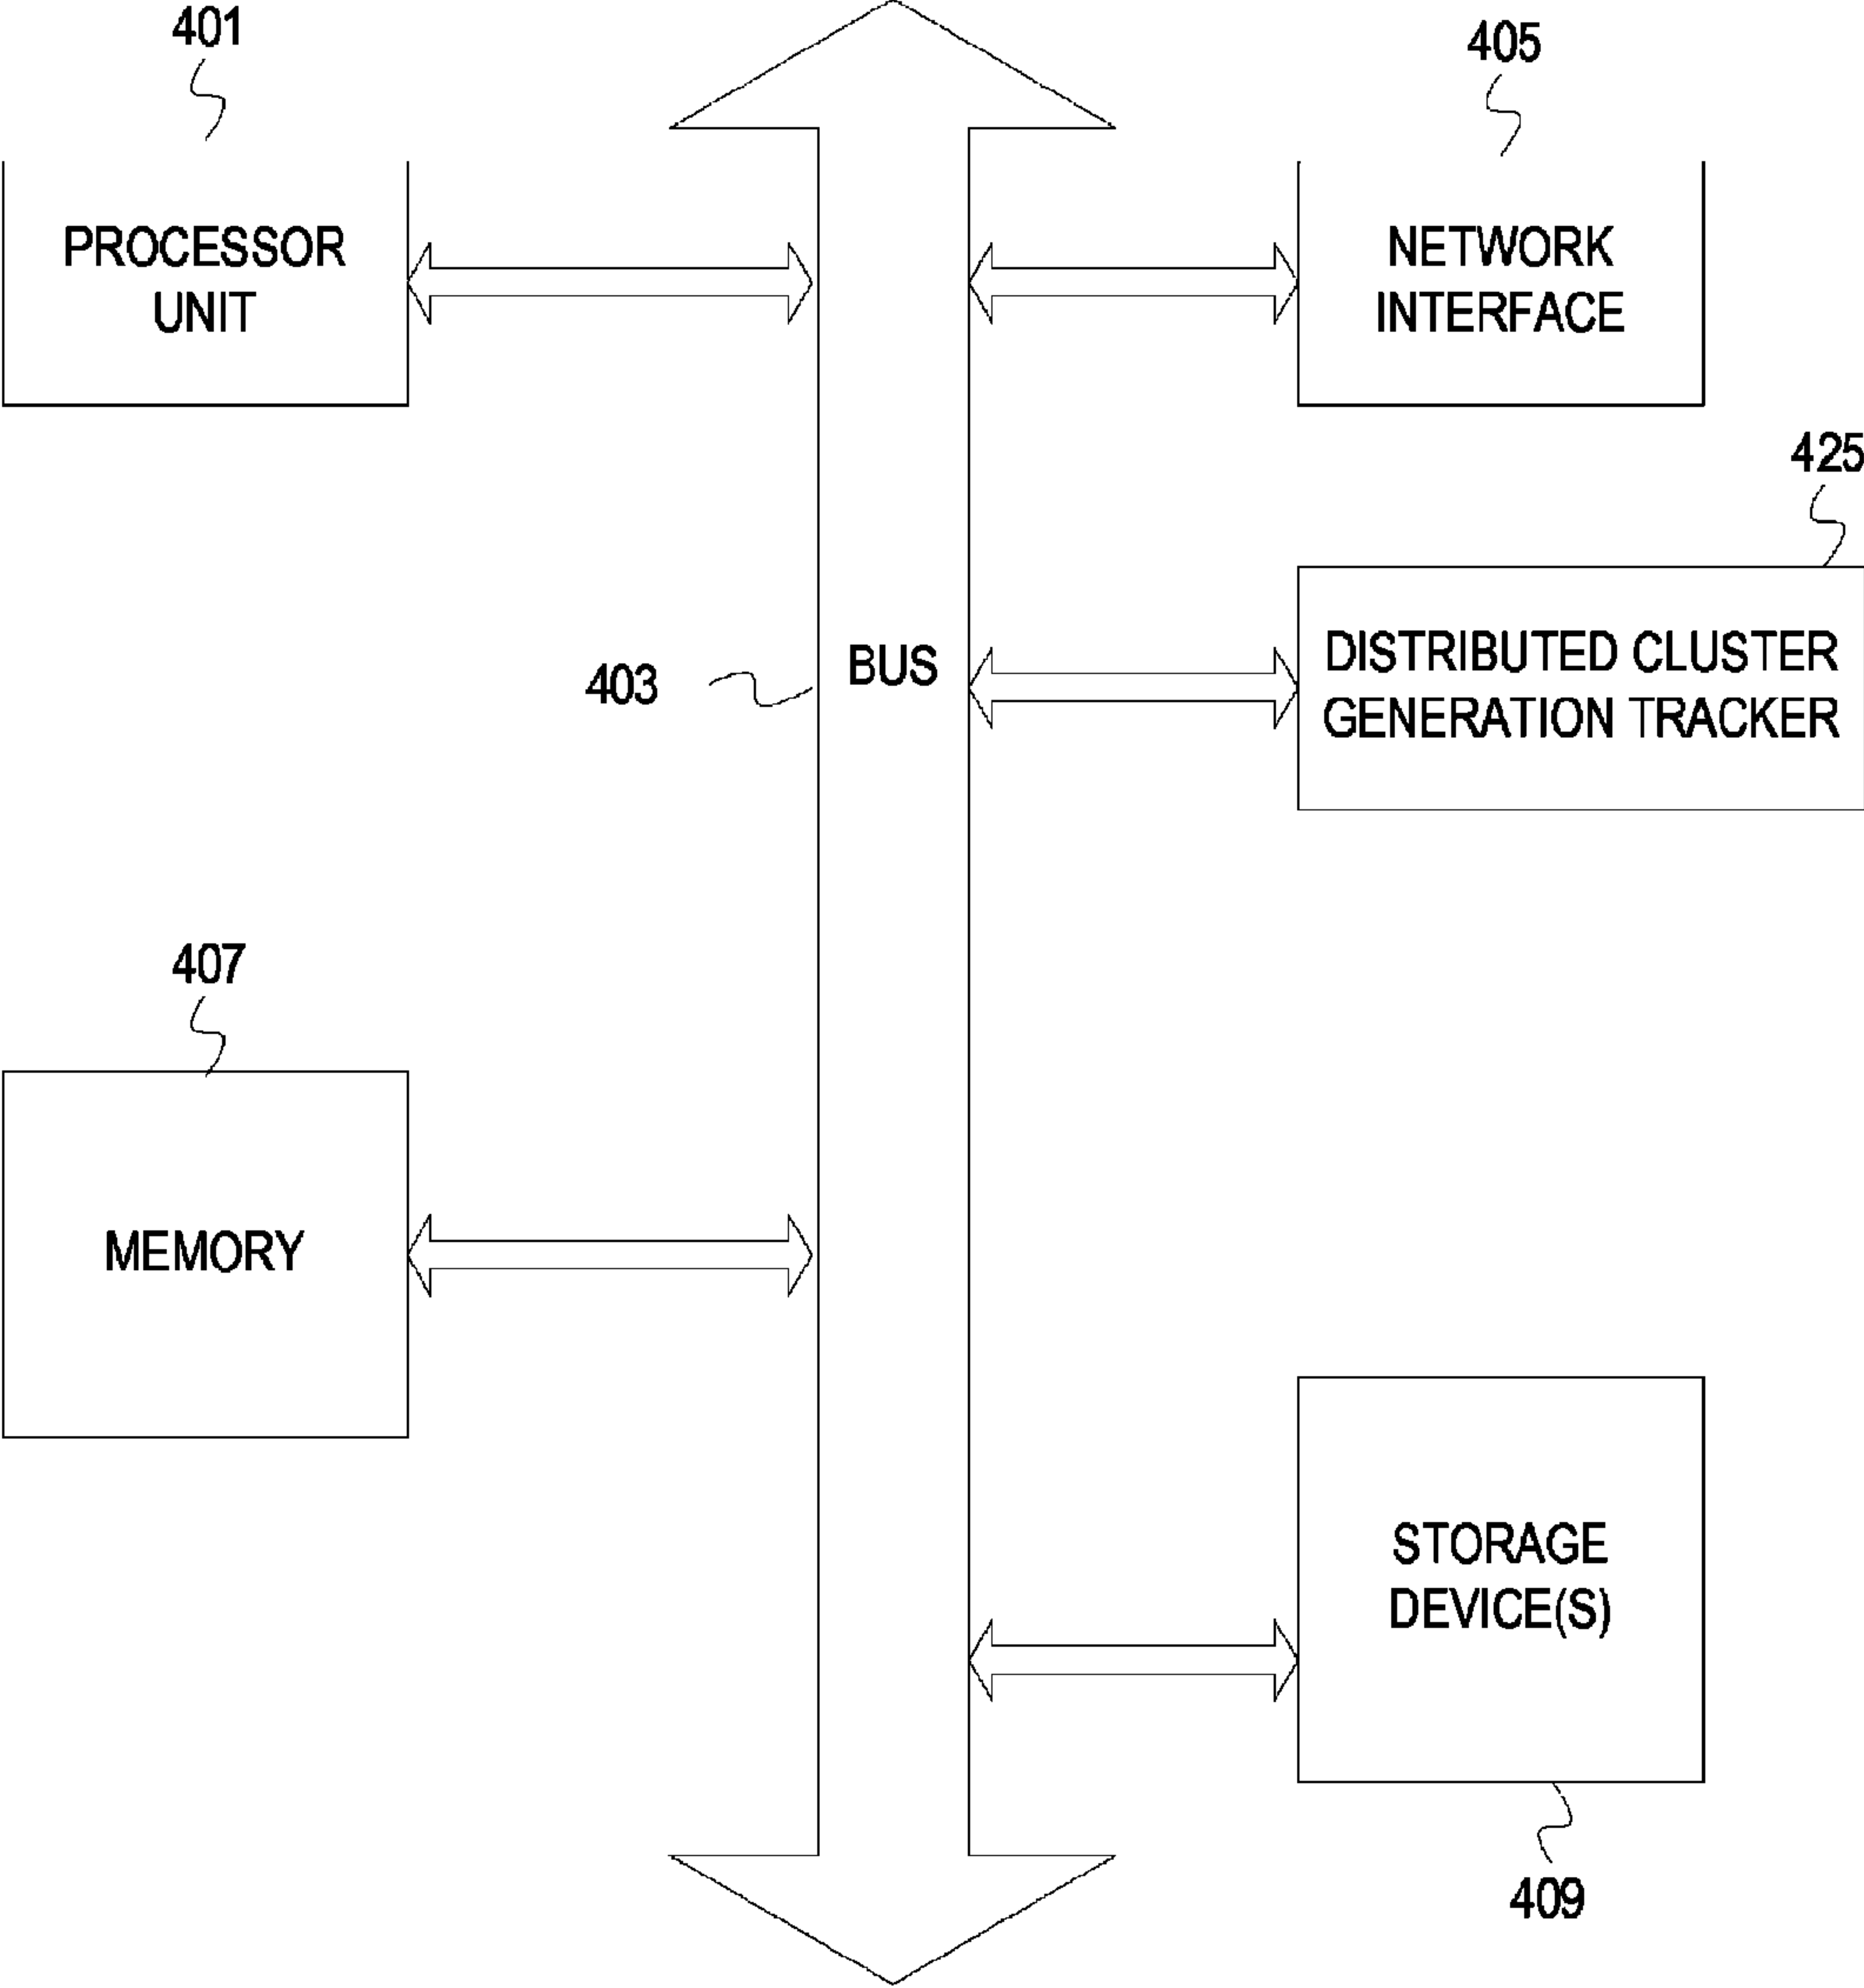 401
405
PROCESSOR
UNIT
NETWORK
INTERFACE
425
403
BUS
DISTRIBUTED CLUSTER
GENERATION TRACKER
407
MEMORY
STORAGE
DEVICE(S)
409